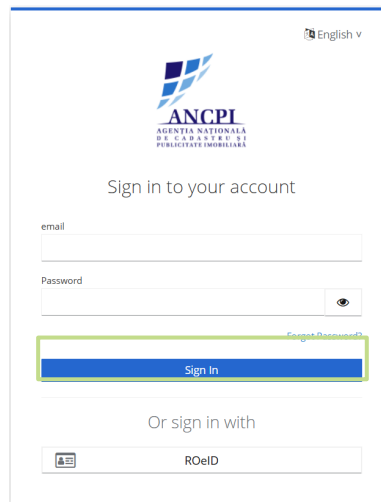 English v
ANCPI
AGENȚIA NAȚIONALĂ
DE CADASTRU ȘI
PUBLICITATE IMOBILIARĂ
Sign in to your account
email
Password
Forgot Password?
Sign In
Or sign in with
ROeID